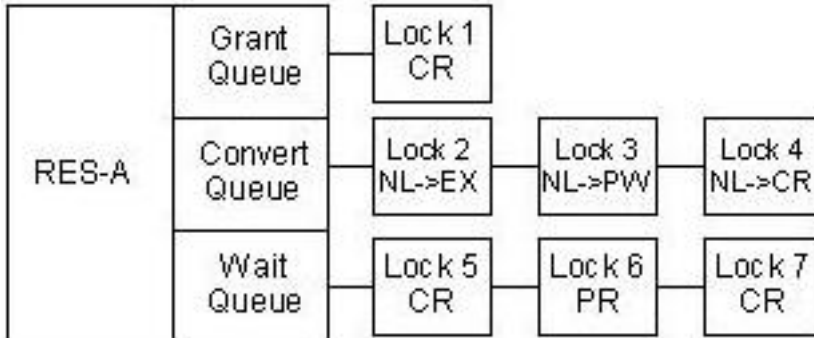 RES-A
Grant
Queue
Lock 1
CR
Convert
Queue
Lock 2
NL->EX
Lock 3
NL->PW
Lock 4
NL->CR
Wait
Queue
Lock 5
CR
Lock 6
PR
Lock 7
CR